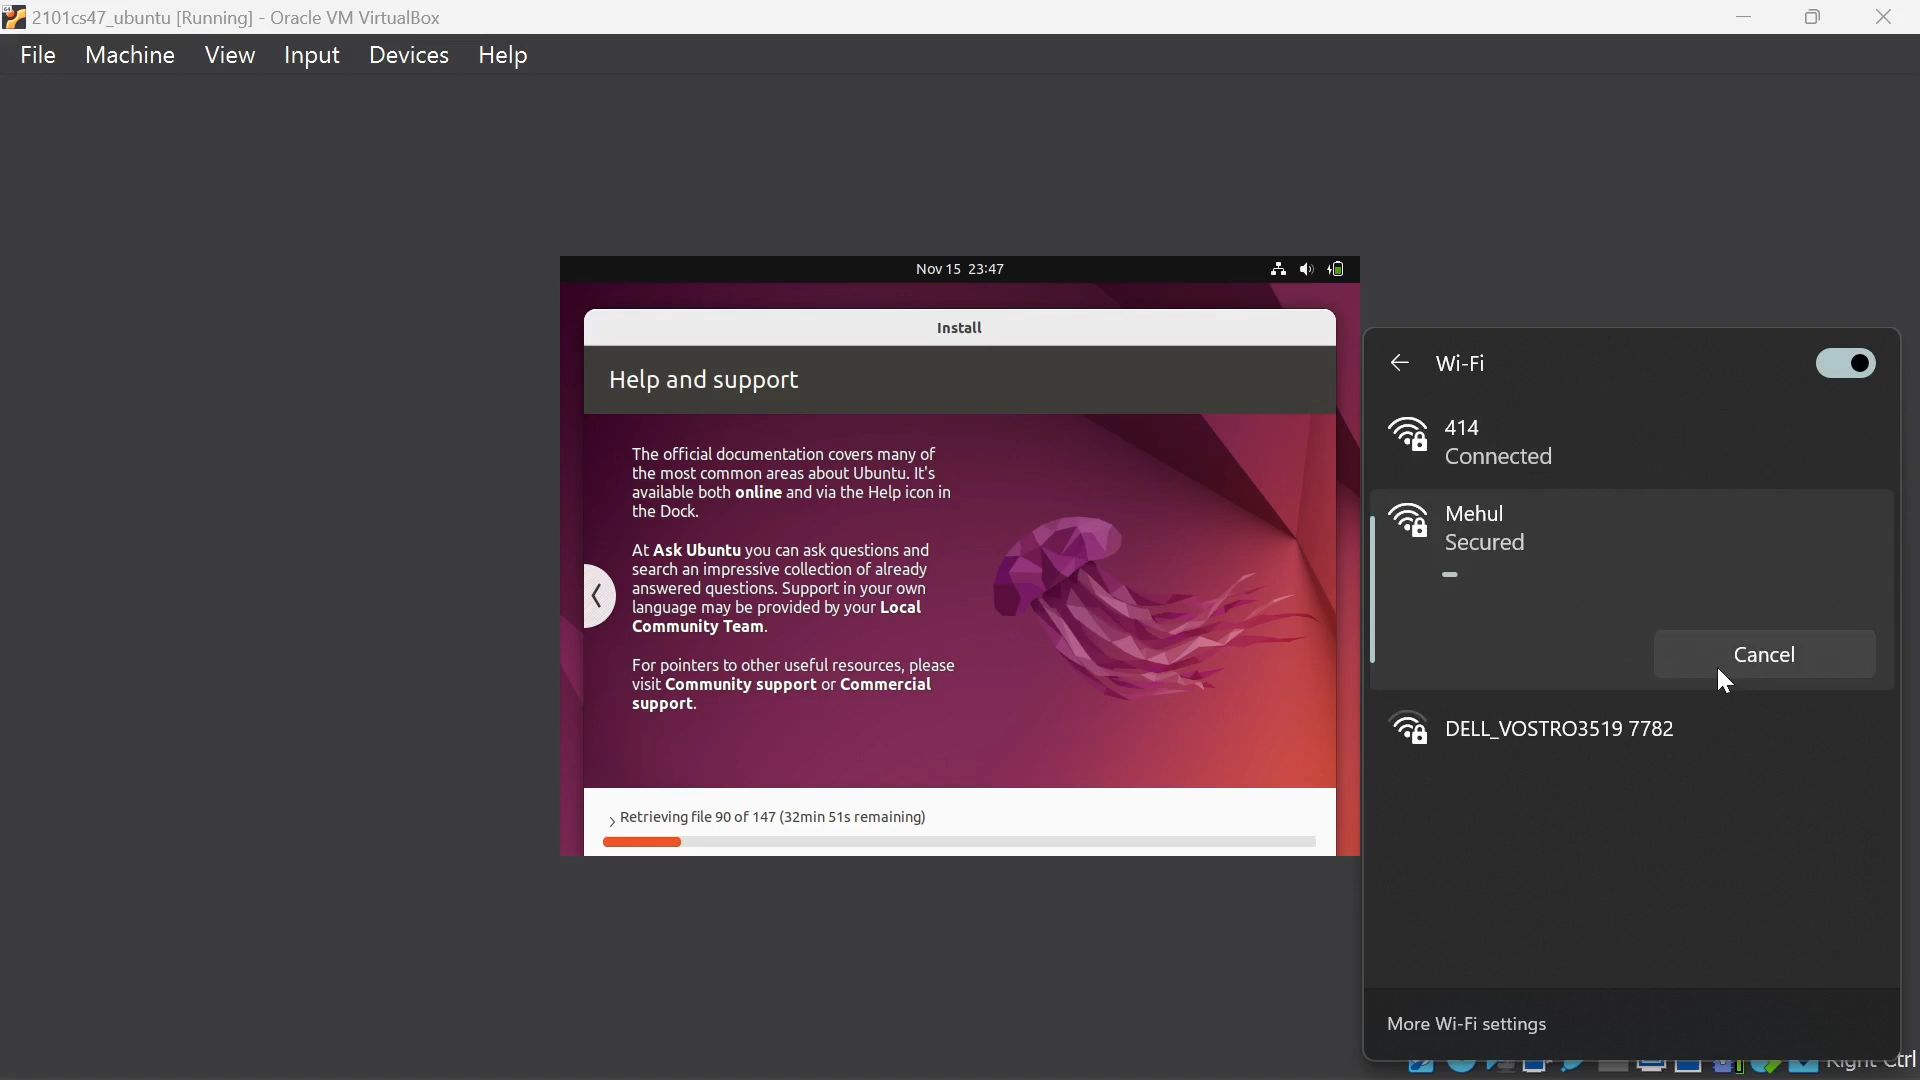 2101cs47_ubuntu [Running] - Oracle VM VirtualBox
File Machine View Input Devices Help
Nov 15 23:47
Install
Help and support
The official documentation covers many of
the most common areas about Ubuntu. It's
available both online and via the Help icon in
the Dock.
At Ask Ubuntu you can ask questions and
search an impressive collection of already
answered questions. Support in your own
language may be provided by your Local
Community Team.
For pointers to other useful resources, please
visit Community support or Commercial
support.
Retrieving file 90 of 147 (32min 51s remaining)
Wi-Fi
414
Connected
Mehul
Secured
Cancel
DELL_VOSTRO3519 7782
More Wi-Fi settings
Right Ctrl